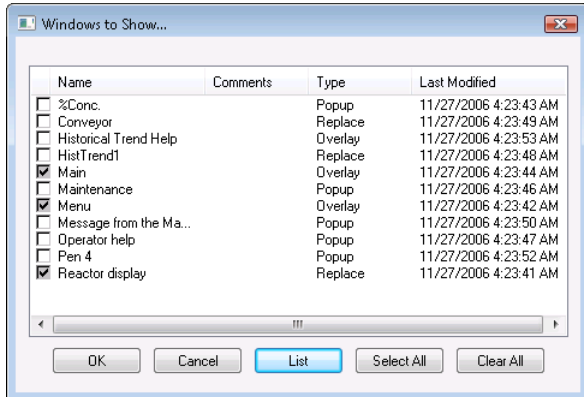 Windows to Show...
Name Comments Type Last Modified
%Conc. Popup 11/27/2006 4:23:43 AM
Conveyor Replace 11/27/2006 4:23:49 AM
Historical Trend Help Overlay 11/27/2006 4:23:53 AM
HistTrend1 Replace 11/27/2006 4:23:48 AM
Main Overlay 11/27/2006 4:23:44 AM
Maintenance Popup 11/27/2006 4:23:46 AM
Menu Overlay 11/27/2006 4:23:42 AM
Message from the Ma... Popup 11/27/2006 4:23:50 AM
Operator help Popup 11/27/2006 4:23:47 AM
Pen 4 Popup 11/27/2006 4:23:52 AM
Reactor display Replace 11/27/2006 4:23:41 AM
OK Cancel List Select All Clear All